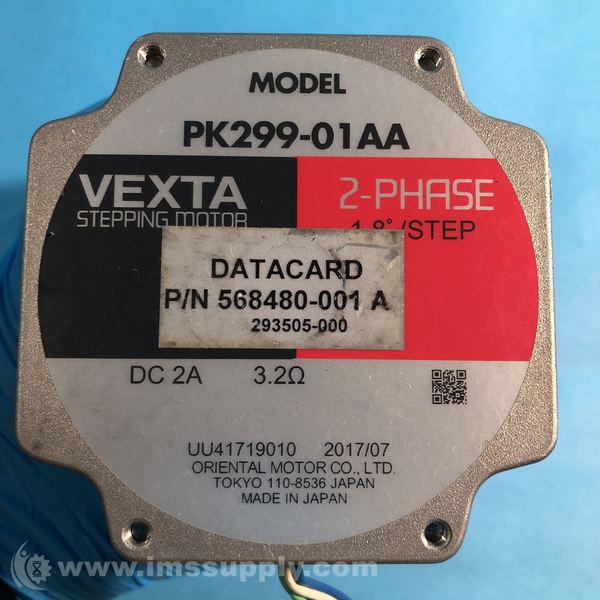 MODEL
PK299-01AA
VEXTA
STEPPING MOTOR
2-PHASE
1.8°/STEP
DATACARD
P/N 568480-001 A
293505-000
DC 2A 3.2Ω
UU41719010 2017/07
ORIENTAL MOTOR CO., LTD.
TOKYO 110-8536 JAPAN
MADE IN JAPAN
www.imssupply.com